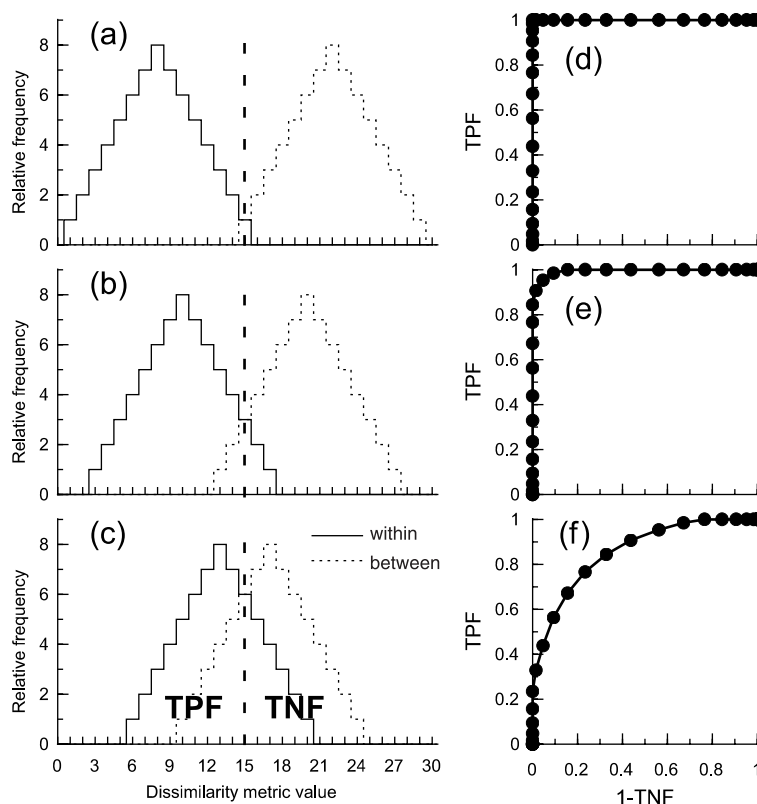 (a)
Relative frequency
8
6
4
2
0
(d)
TPF
1
0.8
0.6
0.4
0.2
0
(b)
Relative frequency
8
6
4
2
0
(e)
TPF
1
0.8
0.6
0.4
0.2
0
(c)
within
between
Relative frequency
8
6
4
2
0
TPF TNF
0 3 6 9 12 15 18 21 24 27 30
Dissimilarity metric value
(f)
TPF
1
0.8
0.6
0.4
0.2
0
0 0.2 0.4 0.6 0.8 1
1-TNF